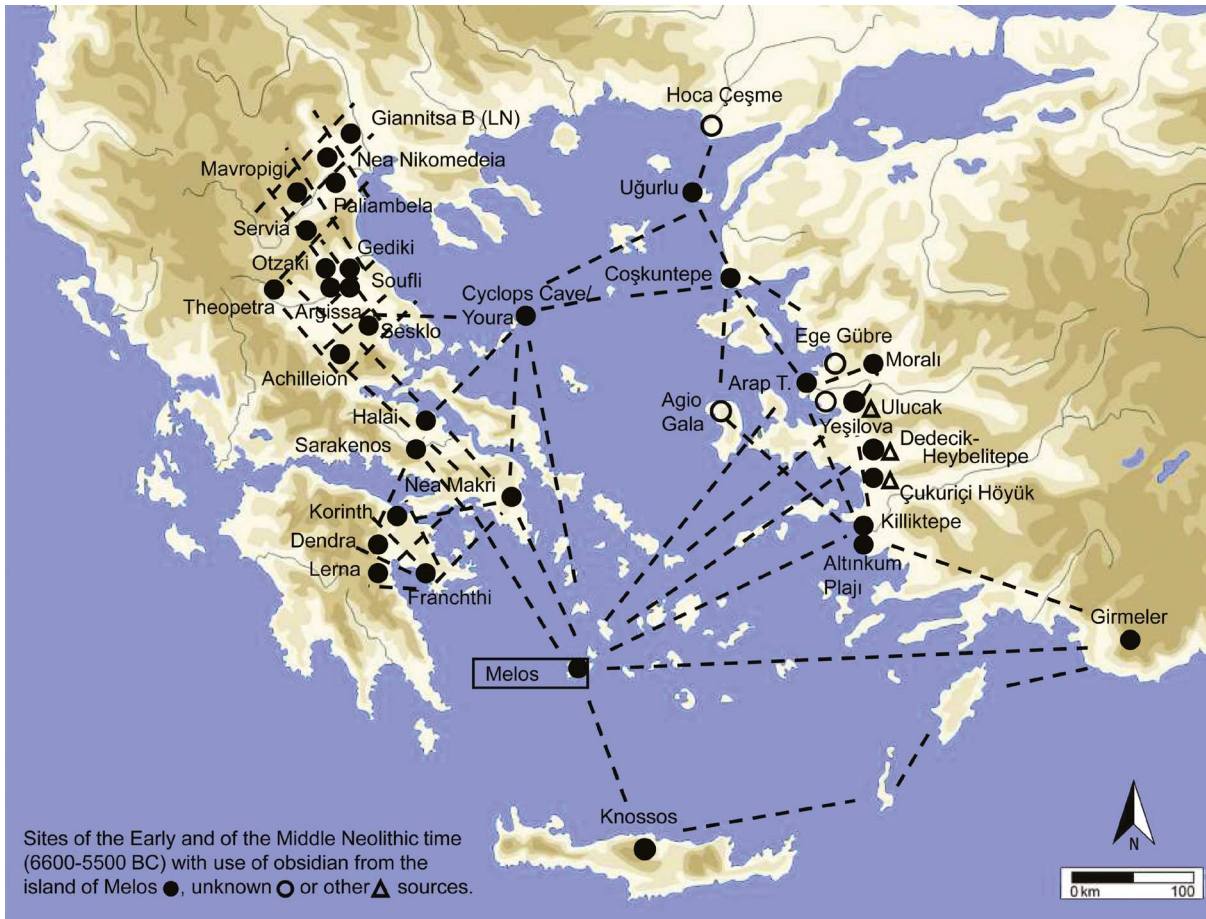 Hoca Çeşme
Giannitsa B (LN)
Nea Nikomedeia
Mavropigi
Uğurlu
Paliambela
Servia
Gediki
Otzaki
Coşkuntepe
Soufli
Cyclops Cave/
Youra
Theopetra
Argissa
Sesklo
Ege Gübre
Moralı
Achilleion
Arap T.
Agio
Gala
Ulucak
Halai
Yeşilova
Sarakenos
Dedecik-
Heybelitepe
Nea Makri
Çukuriçi Höyük
Korinth
Killiktepe
Dendra
Altınkum
Plajı
Lerna
Franchthi
Girmeler
Melos
Knossos
Sites of the Early and of the Middle Neolithic time
(6600-5500 BC) with use of obsidian from the
island of Melos ●, unknown ○ or other △ sources.
N
0 km 100